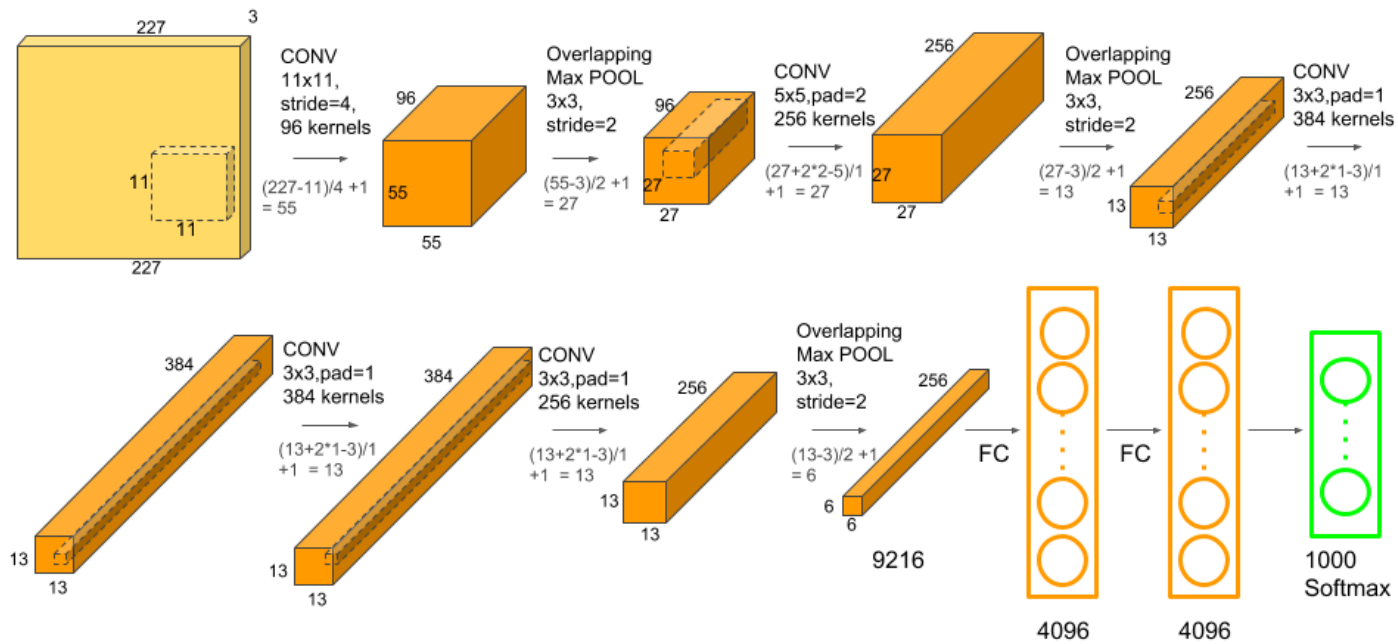 227
3
CONV
11x11,
stride=4,
96 kernels
(227-11)/4 +1
= 55
11
11
227
96
55
55
Overlapping
Max POOL
3x3,
stride=2
(55-3)/2 +1
= 27
96
27
27
CONV
5x5,pad=2
256 kernels
(27+2*2-5)/1
+1 = 27
256
27
27
Overlapping
Max POOL
3x3,
stride=2
(27-3)/2 +1
= 13
256
13
13
CONV
3x3,pad=1
384 kernels
(13+2*1-3)/1
+1 = 13
384
13
13
CONV
3x3,pad=1
384 kernels
(13+2*1-3)/1
+1 = 13
384
13
13
CONV
3x3,pad=1
256 kernels
(13+2*1-3)/1
+1 = 13
256
13
13
Overlapping
Max POOL
3x3,
stride=2
(13-3)/2 +1
= 6
256
6
6
9216
FC
4096
FC
4096
1000
Softmax